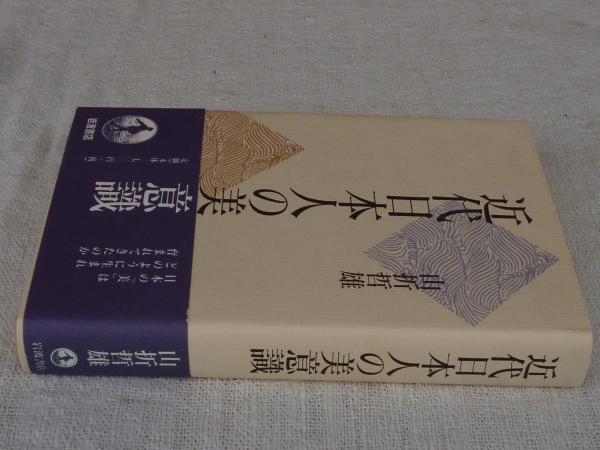 近代日本人の美
意識
山折哲雄
日本の「美」は
どのように生まれ
育まれてきたのか
岩波書店
近代日本人の美意識
山折哲雄
岩波書店